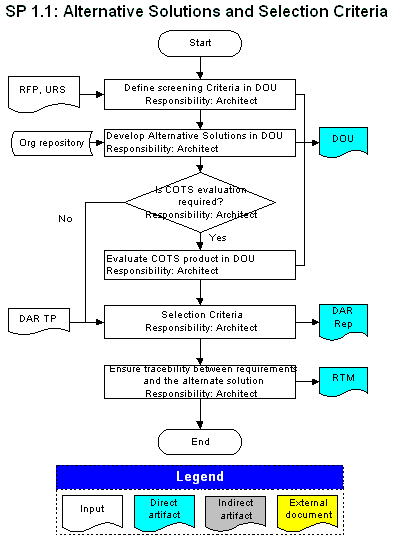 SP 1.1: Alternative Solutions and Selection Criteria
Start
RFP, URS
Define screening Criteria in DOU
Responsibility: Architect
Org repository
Develop Alternative Solutions in DOU
Responsibility: Architect
DOU
Is COTS evaluation
required?
Responsibility: Architect
No
Yes
Evaluate COTS product in DOU
Responsibility: Architect
DAR TP
Selection Criteria
Responsibility: Architect
DAR
Rep
Ensure tracebility between requirements
and the alternate solution
Responsibility: Architect
RTM
End
Legend
Input
Direct
artifact
Indirect
artifact
External
document